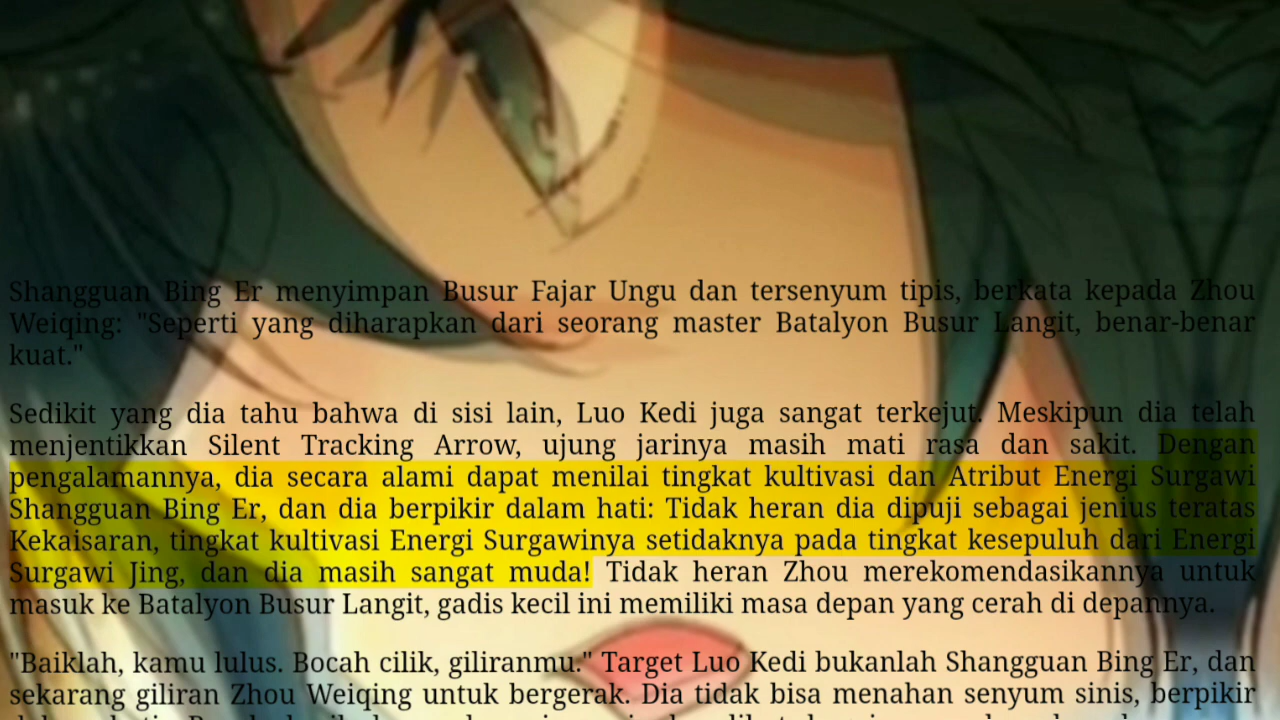 Shangguan Bing Er menyimpan Busur Fajar Ungu dan tersenyum tipis, berkata kepada Zhou
Weiqing: "Seperti yang diharapkan dari seorang master Batalyon Busur Langit, benar-benar
kuat."
Sedikit yang dia tahu bahwa di sisi lain, Luo Kedi juga sangat terkejut. Meskipun dia telah
menjentikkan Silent Tracking Arrow, ujung jarinya masih mati rasa dan sakit. Dengan
pengalamannya, dia secara alami dapat menilai tingkat kultivasi dan Atribut Energi Surgawi
Shangguan Bing Er, dan dia berpikir dalam hati: Tidak heran dia dipuji sebagai jenius teratas
Kekaisaran, tingkat kultivasi Energi Surgawinya setidaknya pada tingkat kesepuluh dari Energi
Surgawi Jing, dan dia masih sangat muda! Tidak heran Zhou merekomendasikannya untuk
masuk ke Batalyon Busur Langit, gadis kecil ini memiliki masa depan yang cerah di depannya.
"Baiklah, kamu lulus. Bocah cilik, giliranmu." Target Luo Kedi bukanlah Shangguan Bing Er, dan
sekarang giliran Zhou Weiqing untuk bergerak. Dia tidak bisa menahan senyum sinis, berpikir